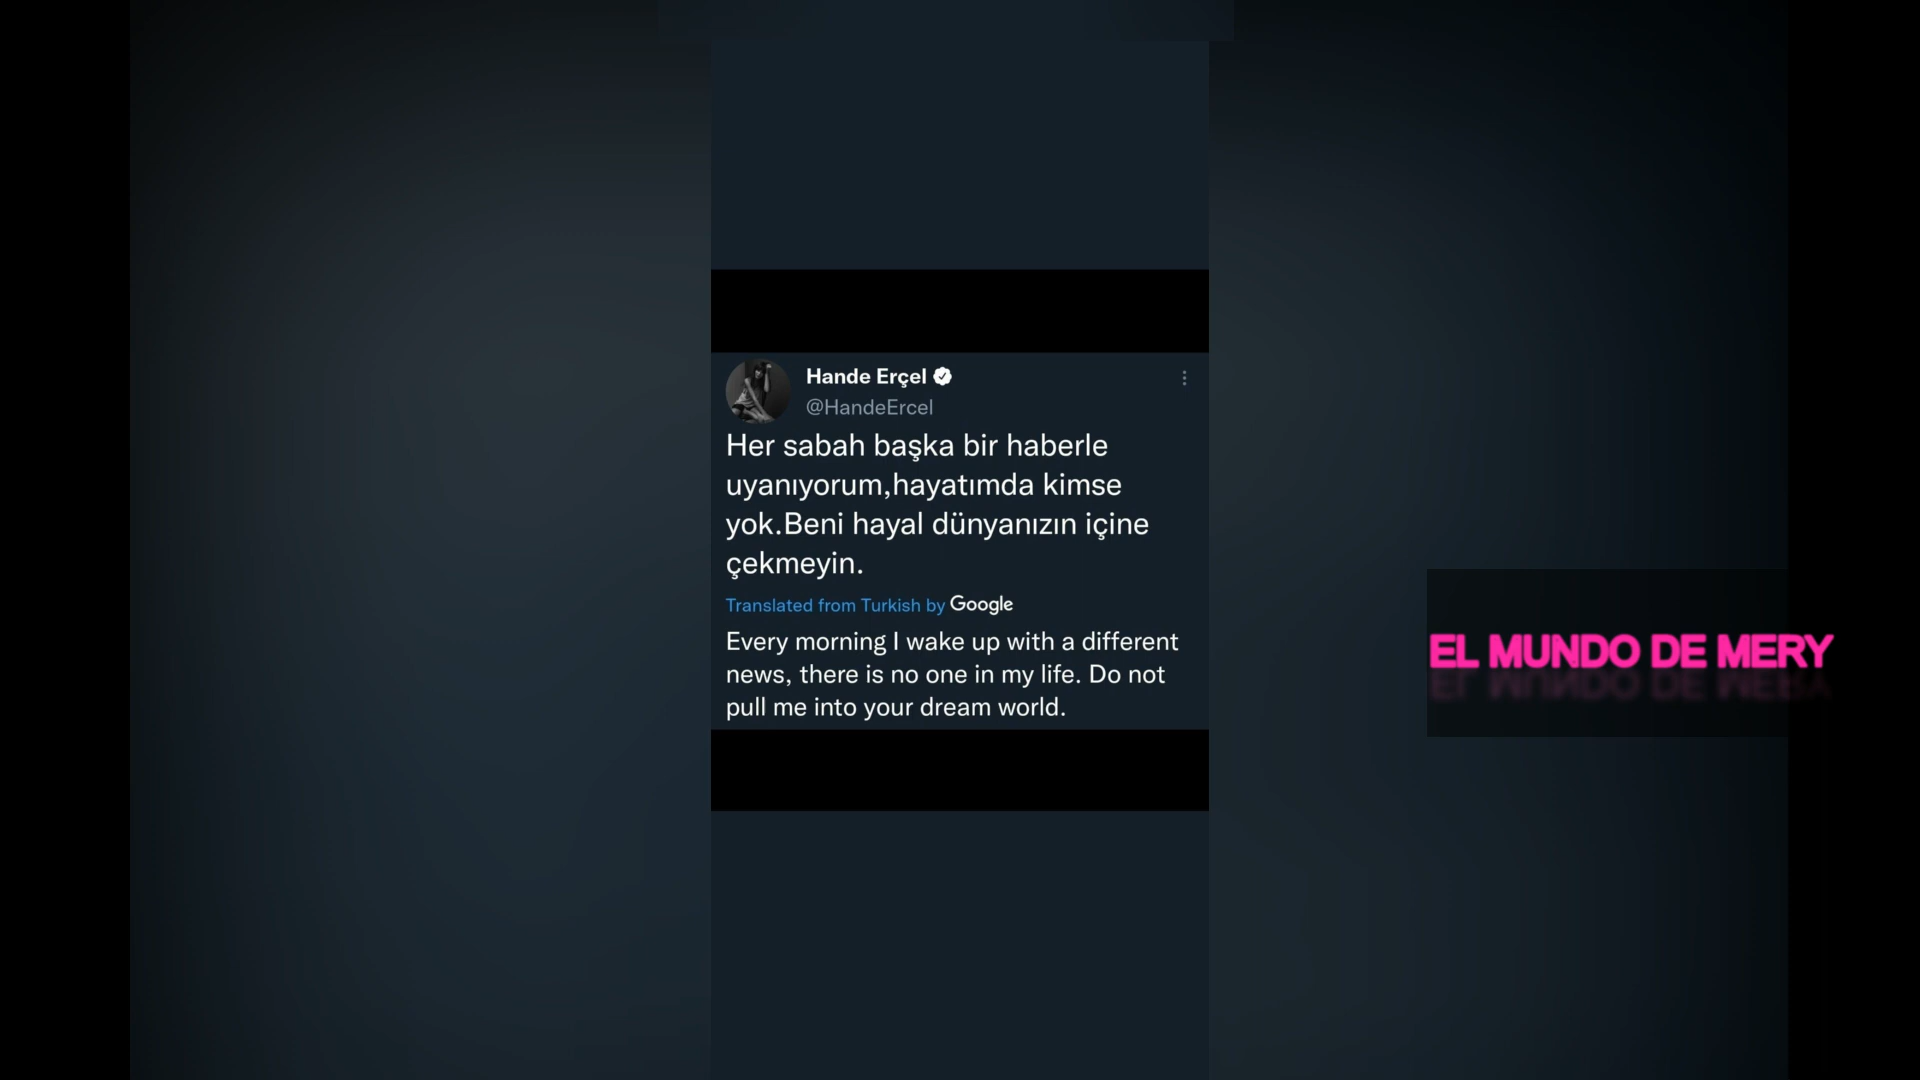 Hande Erçel
@HandeErcel
Her sabah başka bir haberle
uyanıyorum,hayatımda kimse
yok.Beni hayal dünyanızın içine
çekmeyin.
Translated from Turkish by Google
Every morning I wake up with a different
news, there is no one in my life. Do not
pull me into your dream world.
EL MUNDO DE MERY